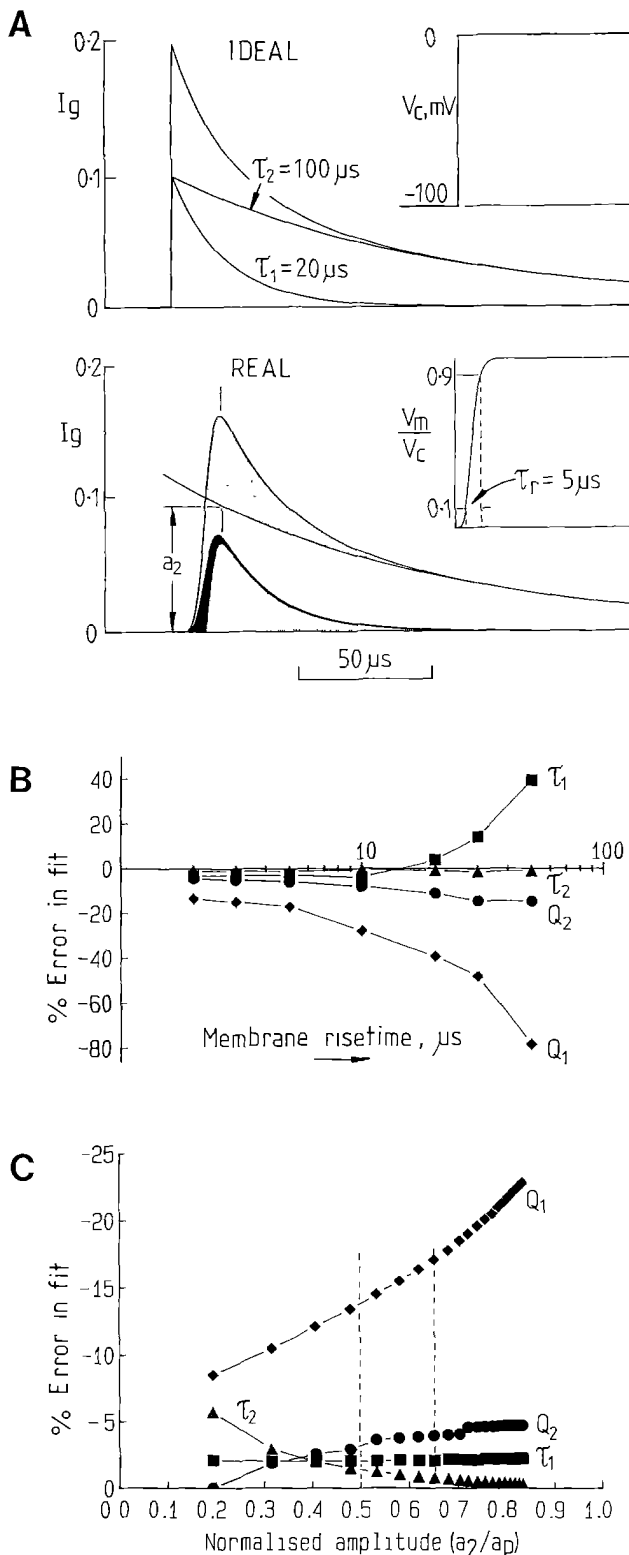 A
IDEAL
0·2
Ig
0·1
0
τ2 = 100 μs
τ1 = 20 μs
0
Vc, mV
-100
REAL
0·2
Ig
0·1
0
a2
0·9
Vm
Vc
0·1
τr = 5 μs
50 μs
B
% Error in fit
40
20
0
-20
-40
-60
-80
10
100
τ1
τ2
Q2
Q1
Membrane risetime, μs
C
% Error in fit
-25
-20
-15
-10
-5
0
Q1
τ2
Q2
τ1
0 0 0.1 0.2 0.3 0.4 0.5 0 6 0 7 0.8 0.9 1.0
Normalised amplitude (a2/ap)